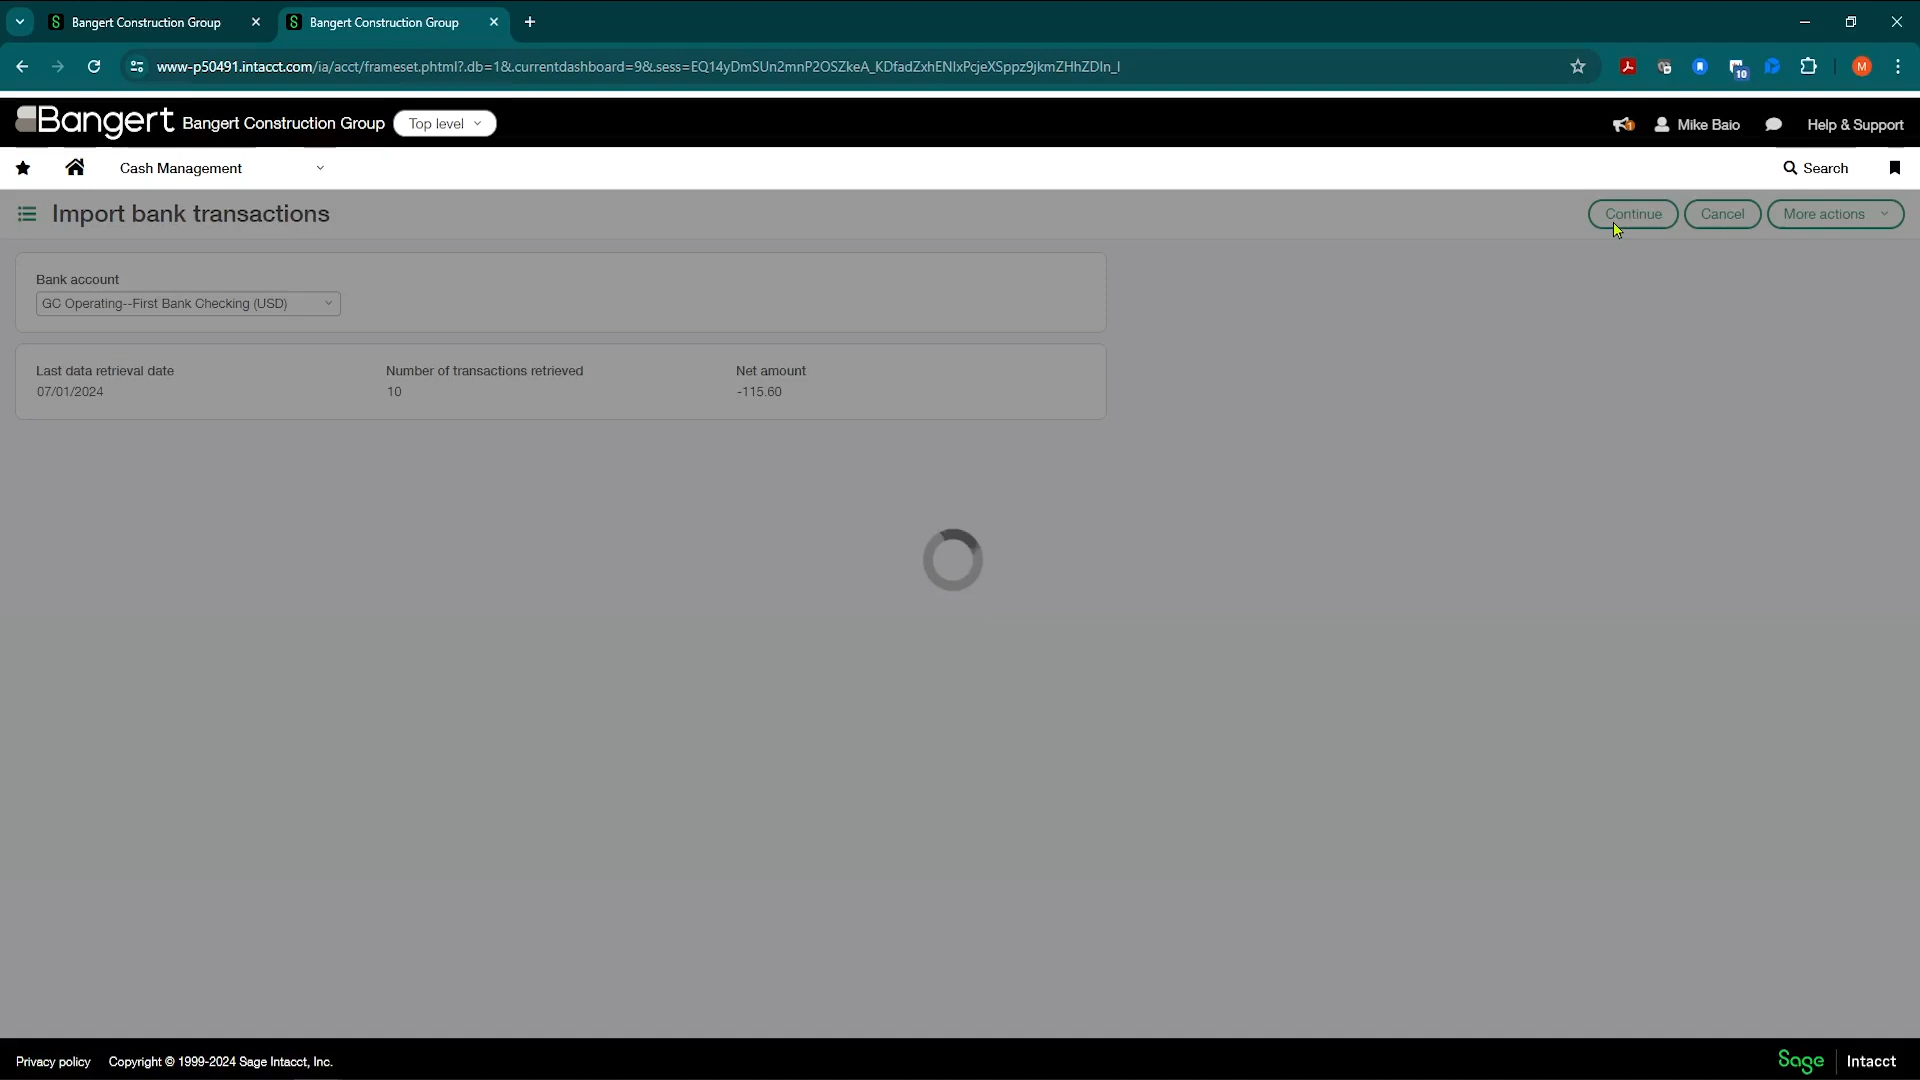 Bangert Construction Group
Bangert Construction Group
www-p50491.intacct.com/ia/acct/frameset.phtml?.db=1&.currentdashboard=9&.sess=EQ14yDmSUn2mnP2OSZkeA_KDfadZxhENlxPcjeXSppz9jkmZHhZDIn_I
10
M
Bangert Bangert Construction Group Top level
1 Mike Baio Help & Support
Cash Management
Search
Import bank transactions
Continue Cancel More actions
Bank account
GC Operating--First Bank Checking (USD)
Last data retrieval date Number of transactions retrieved Net amount
07/01/2024 10 -115.60
Privacy policy Copyright © 1999-2024 Sage Intacct, Inc.
Sage Intacct